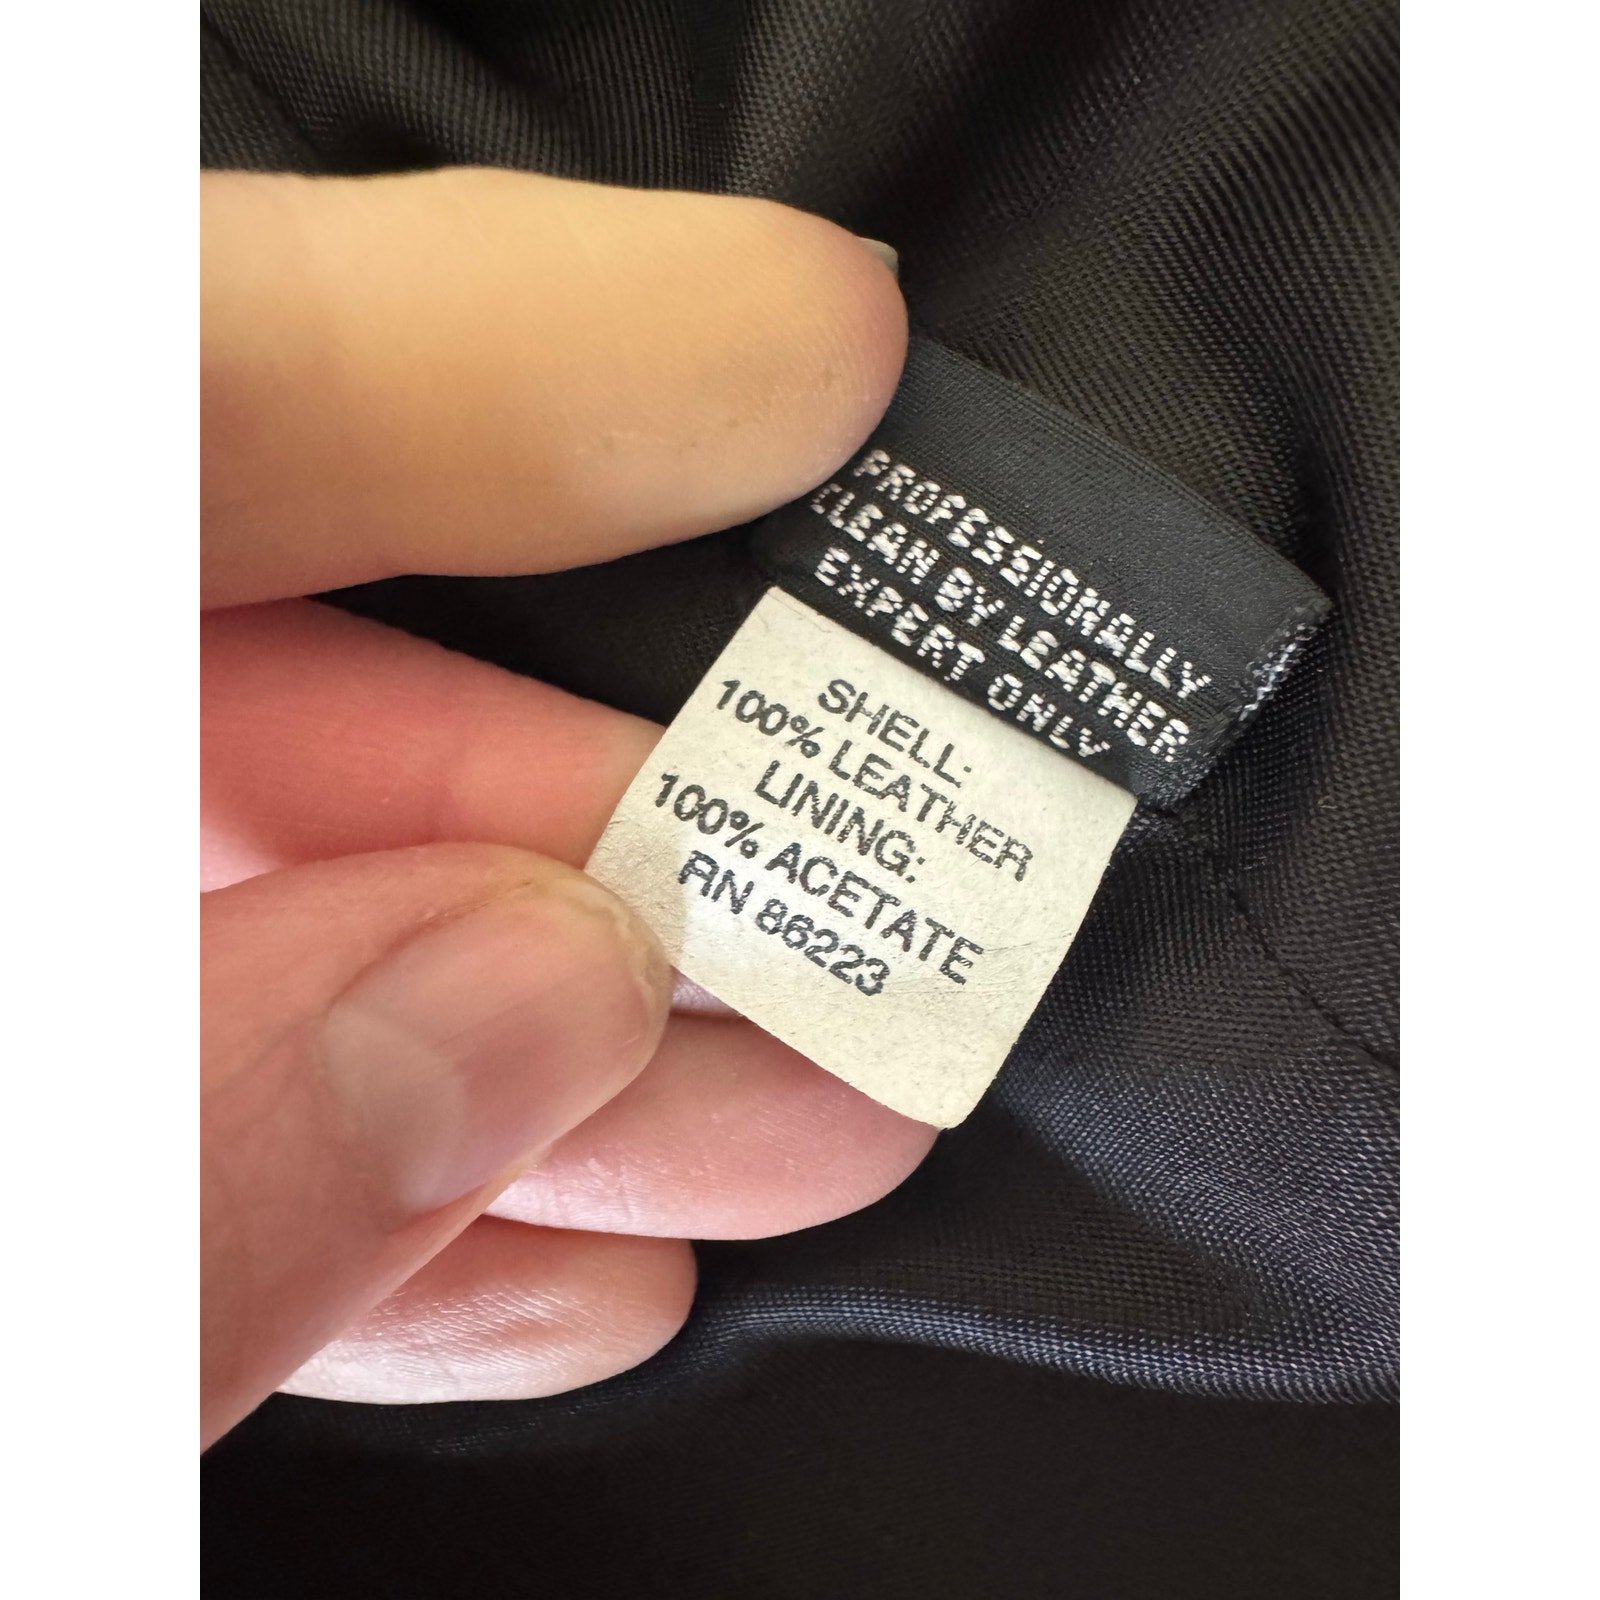 PROFESSIONALLY
CLEAN BY LEATHER
EXPERT ONLY
SHELL:
100% LEATHER
LINING:
100% ACETATE
RN 86223